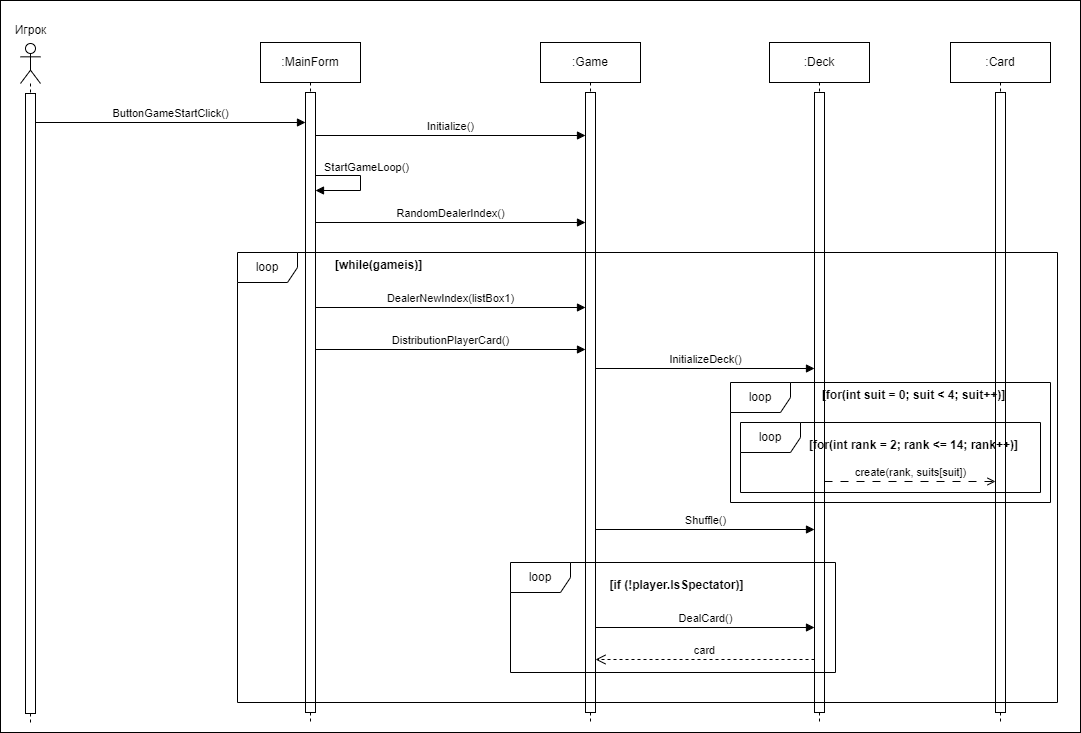 Игрок
:MainForm
:Game
:Deck
:Card
ButtonGameStartClick()
Initialize()
StartGameLoop()
RandomDealerIndex()
loop
[while(gameis)]
DealerNewIndex(listBox1)
DistributionPlayerCard()
InitializeDeck()
loop
[for(int suit = 0; suit < 4; suit++)]
loop
[for(int rank = 2; rank <= 14; rank++)]
create(rank, suits[suit])
Shuffle()
loop
[if (!player.IsSpectator)]
DealCard()
card